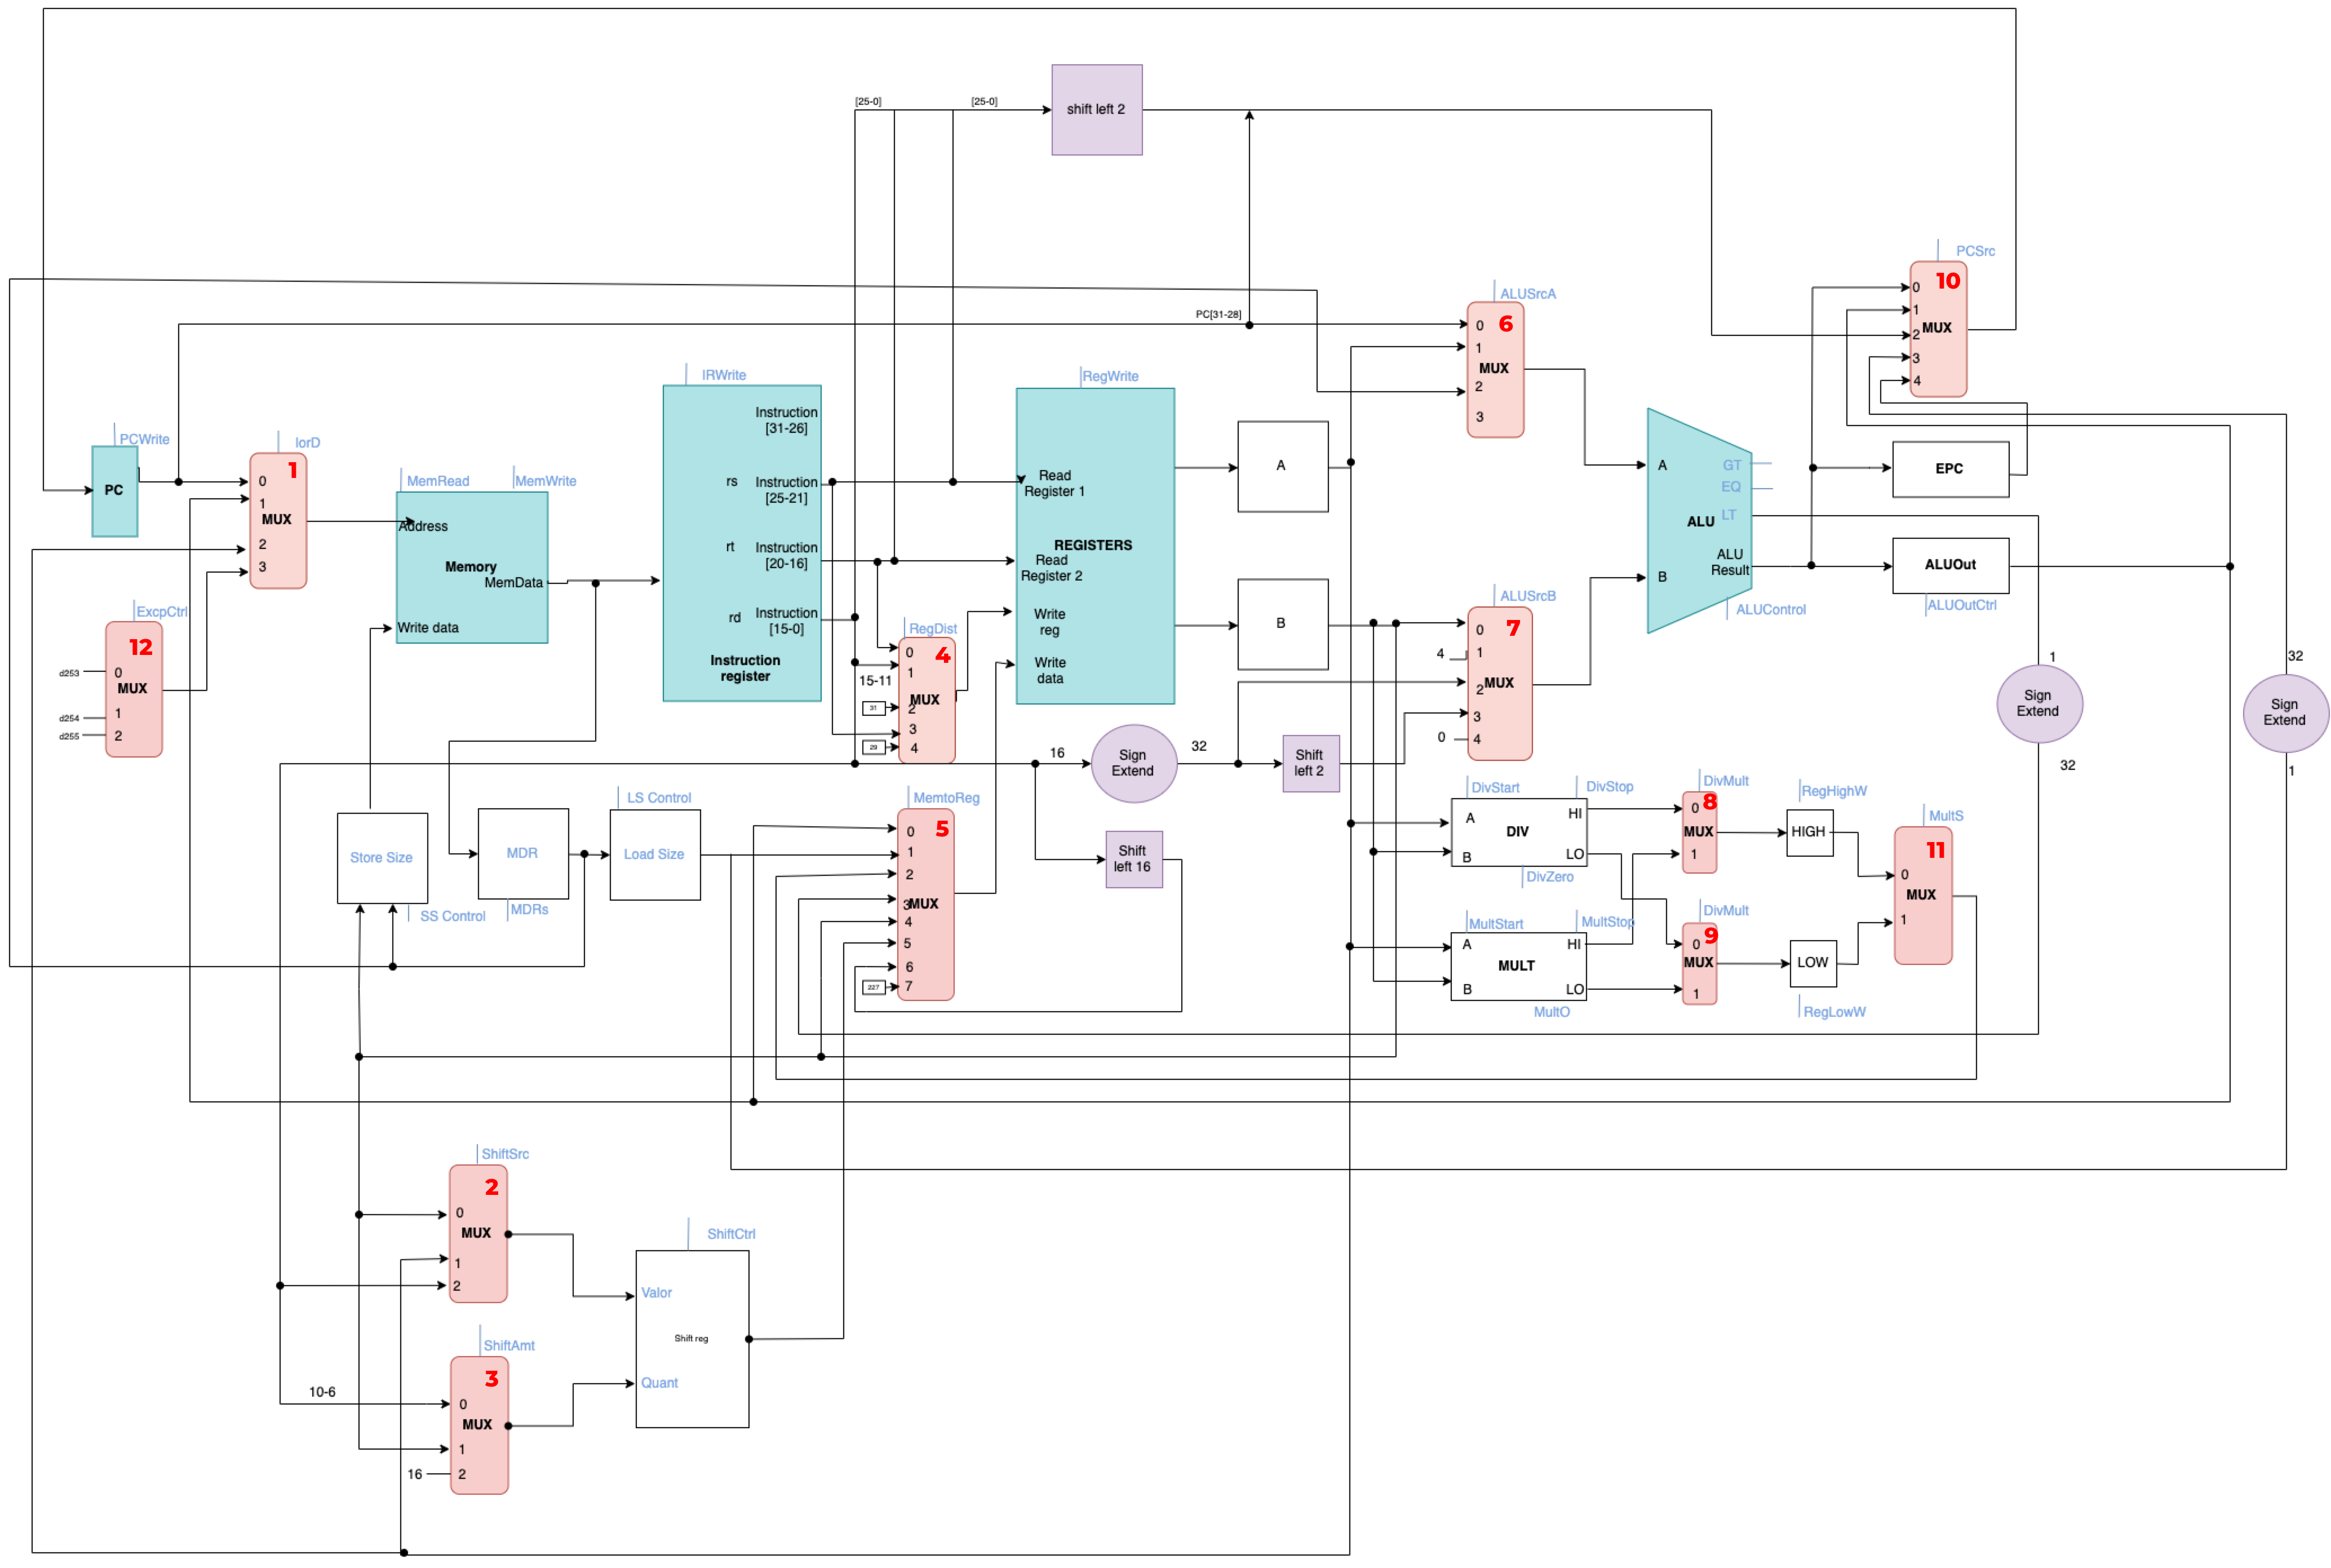 [25-0]
[25-0]
shift left 2
PCSrc
10
0
1
2
MUX
3
4
ALUSrcA
PC[31-28]
0
6
1
MUX
2
3
IRWrite
RegWrite
Instruction
[31-26]
rs
Instruction
[25-21]
rt
Instruction
[20-16]
rd
Instruction
[15-0]
Instruction
register
Read
Register 1
REGISTERS
Read
Register 2
Write
reg
Write
data
A
B
PCWrite
PC
IorD
1
0
1
MUX
2
3
MemRead
MemWrite
Address
Memory
MemData
Write data
ExcpCtrl
12
d253
0
MUX
d254
1
d255
2
RegDist
4
0
1
15-11
MUX
31
2
3
29
4
ALUSrcB
7
0
4
1
2
MUX
3
0
4
A
GT
EQ
ALU
LT
ALU
Result
B
ALUControl
EPC
ALUOut
ALUOutCtrl
1
Sign
Extend
32
32
Sign
Extend
1
16
Sign
Extend
32
Shift
left 2
Shift
left 16
Store Size
SS Control
MDR
MDRs
LS Control
Load Size
MemtoReg
5
0
1
2
3
MUX
4
5
6
227
7
DivStart
DivStop
A
HI
DIV
B
LO
DivZero
MultStart
MultStop
A
HI
MULT
B
LO
MultO
DivMult
8
0
MUX
1
DivMult
9
0
MUX
1
RegHighW
HIGH
LOW
RegLowW
MultS
11
0
MUX
1
ShiftSrc
2
0
MUX
1
2
ShiftAmt
3
10-6
0
MUX
1
16
2
ShiftCtrl
Valor
Shift reg
Quant